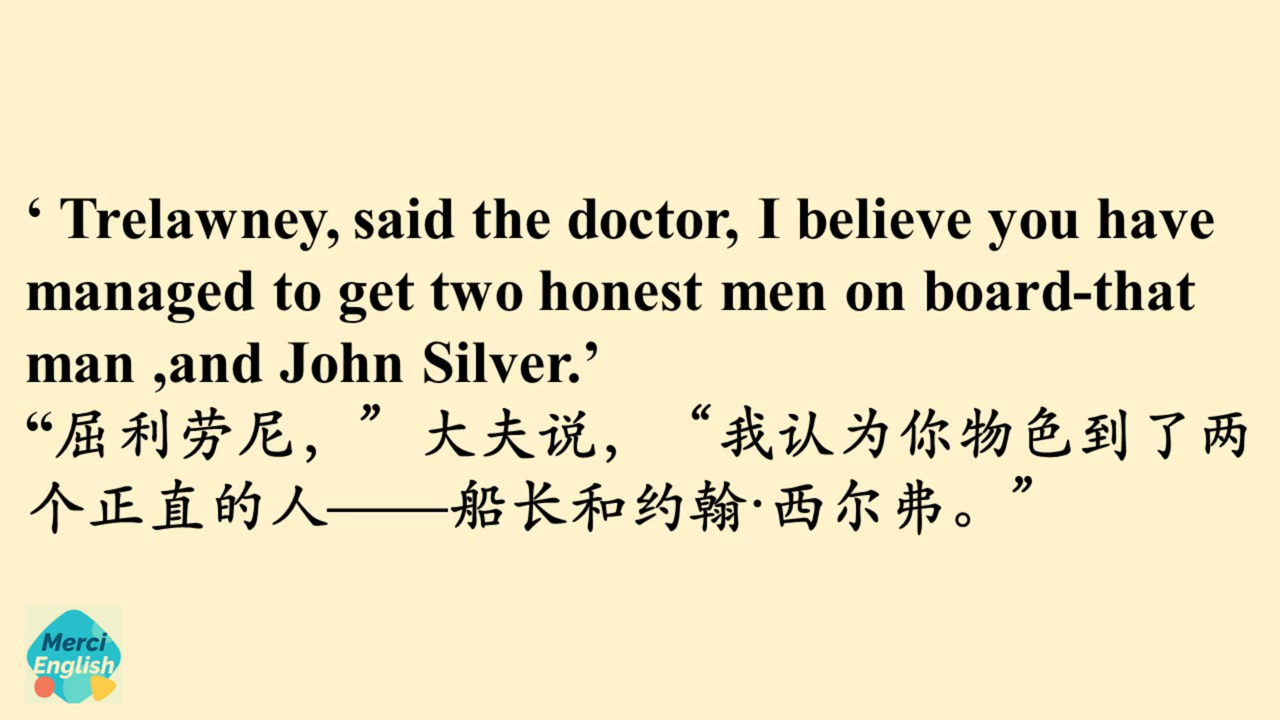 ‘ Trelawney, said the doctor, I believe you have
managed to get two honest men on board-that
man ,and John Silver.’
“屈利劳尼，”大夫说，“我认为你物色到了两
个正直的人——船长和约翰·西尔弗。”
Merci
English